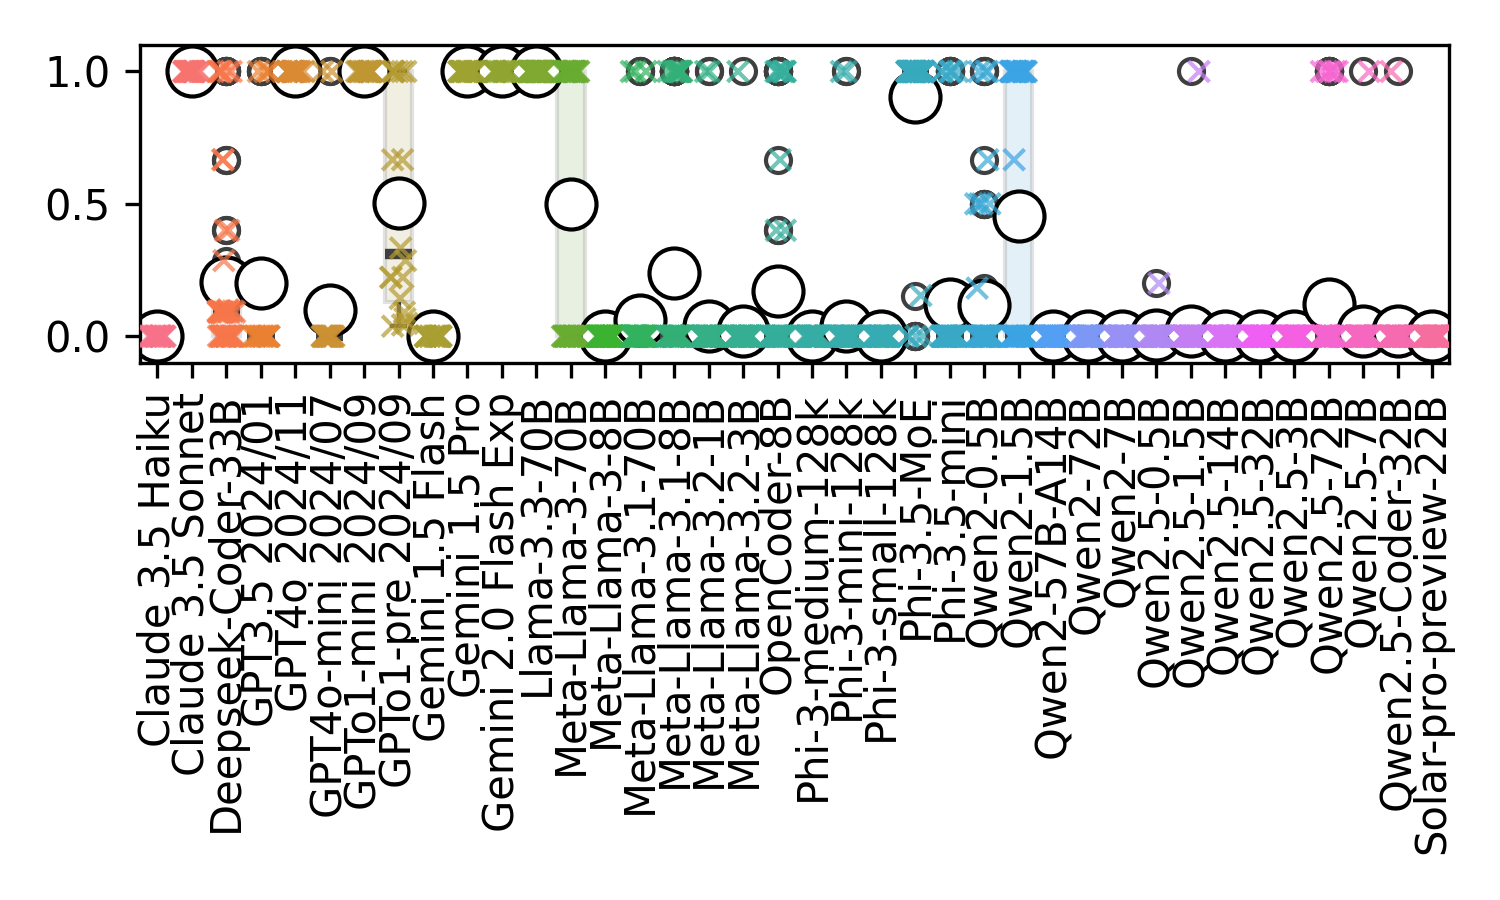 1.0
0.5
0.0
Claude 3.5 Haiku
Claude 3.5 Sonnet
Deepseek-Coder-33B
GPT3.5 2024/01
GPT4o 2024/11
GPT4o-mini 2024/07
GPTo1-mini 2024/09
GPTo1-pre 2024/09
Gemini 1.5 Flash
Gemini 1.5 Pro
Gemini 2.0 Flash Exp
Llama-3.3-70B
Meta-Llama-3-70B
Meta-Llama-3-8B
Meta-Llama-3.1-70B
Meta-Llama-3.1-8B
Meta-Llama-3.2-1B
Meta-Llama-3.2-3B
OpenCoder-8B
Phi-3-medium-128k
Phi-3-mini-128k
Phi-3-small-128k
Phi-3.5-MoE
Phi-3.5-mini
Qwen2-0.5B
Qwen2-1.5B
Qwen2-57B-A14B
Qwen2-72B
Qwen2-7B
Qwen2.5-0.5B
Qwen2.5-1.5B
Qwen2.5-14B
Qwen2.5-32B
Qwen2.5-3B
Qwen2.5-72B
Qwen2.5-7B
Qwen2.5-Coder-32B
Solar-pro-preview-22B